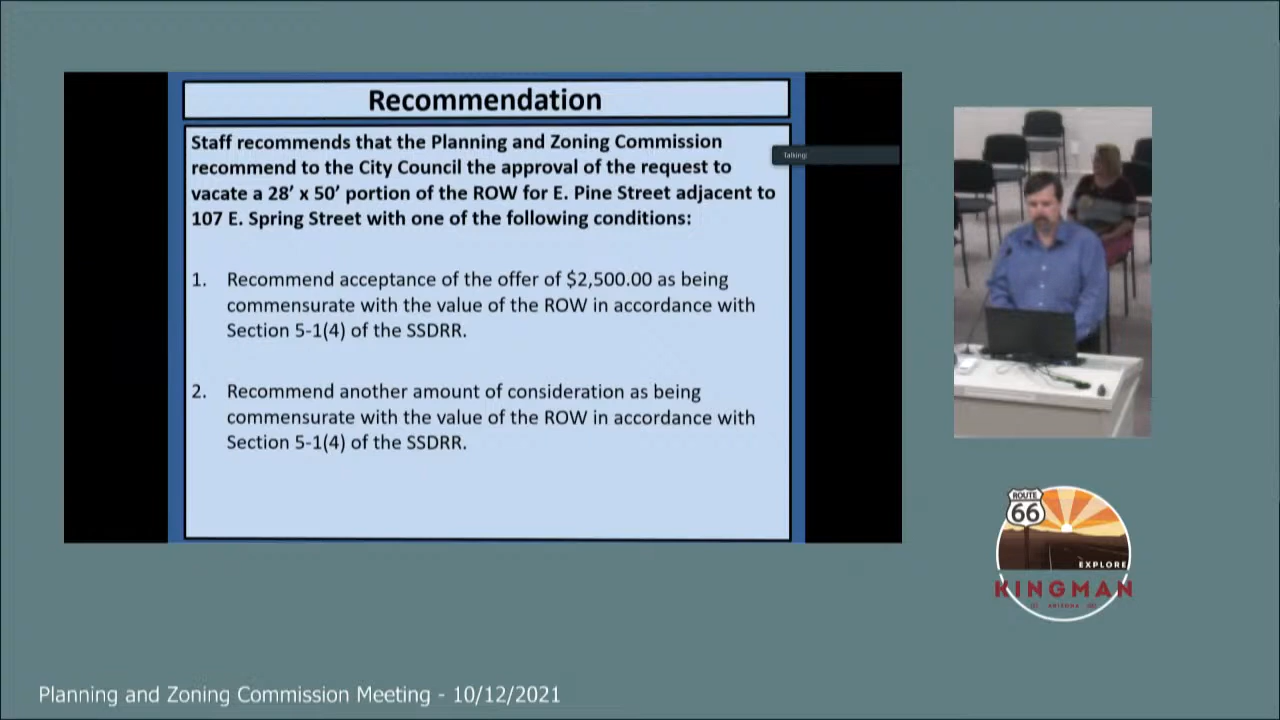 Recommendation
Staff recommends that the Planning and Zoning Commission
recommend to the City Council the approval of the request to
vacate a 28' x 50' portion of the ROW for E. Pine Street adjacent to
107 E. Spring Street with one of the following conditions:
1. Recommend acceptance of the offer of $2,500.00 as being
commensurate with the value of the ROW in accordance with
Section 5-1(4) of the SSDRR.
2. Recommend another amount of consideration as being
commensurate with the value of the ROW in accordance with
Section 5-1(4) of the SSDRR.
Talking:
ROUTE
66
EXPLORE
KINGMAN
ARIZONA
Planning and Zoning Commission Meeting - 10/12/2021